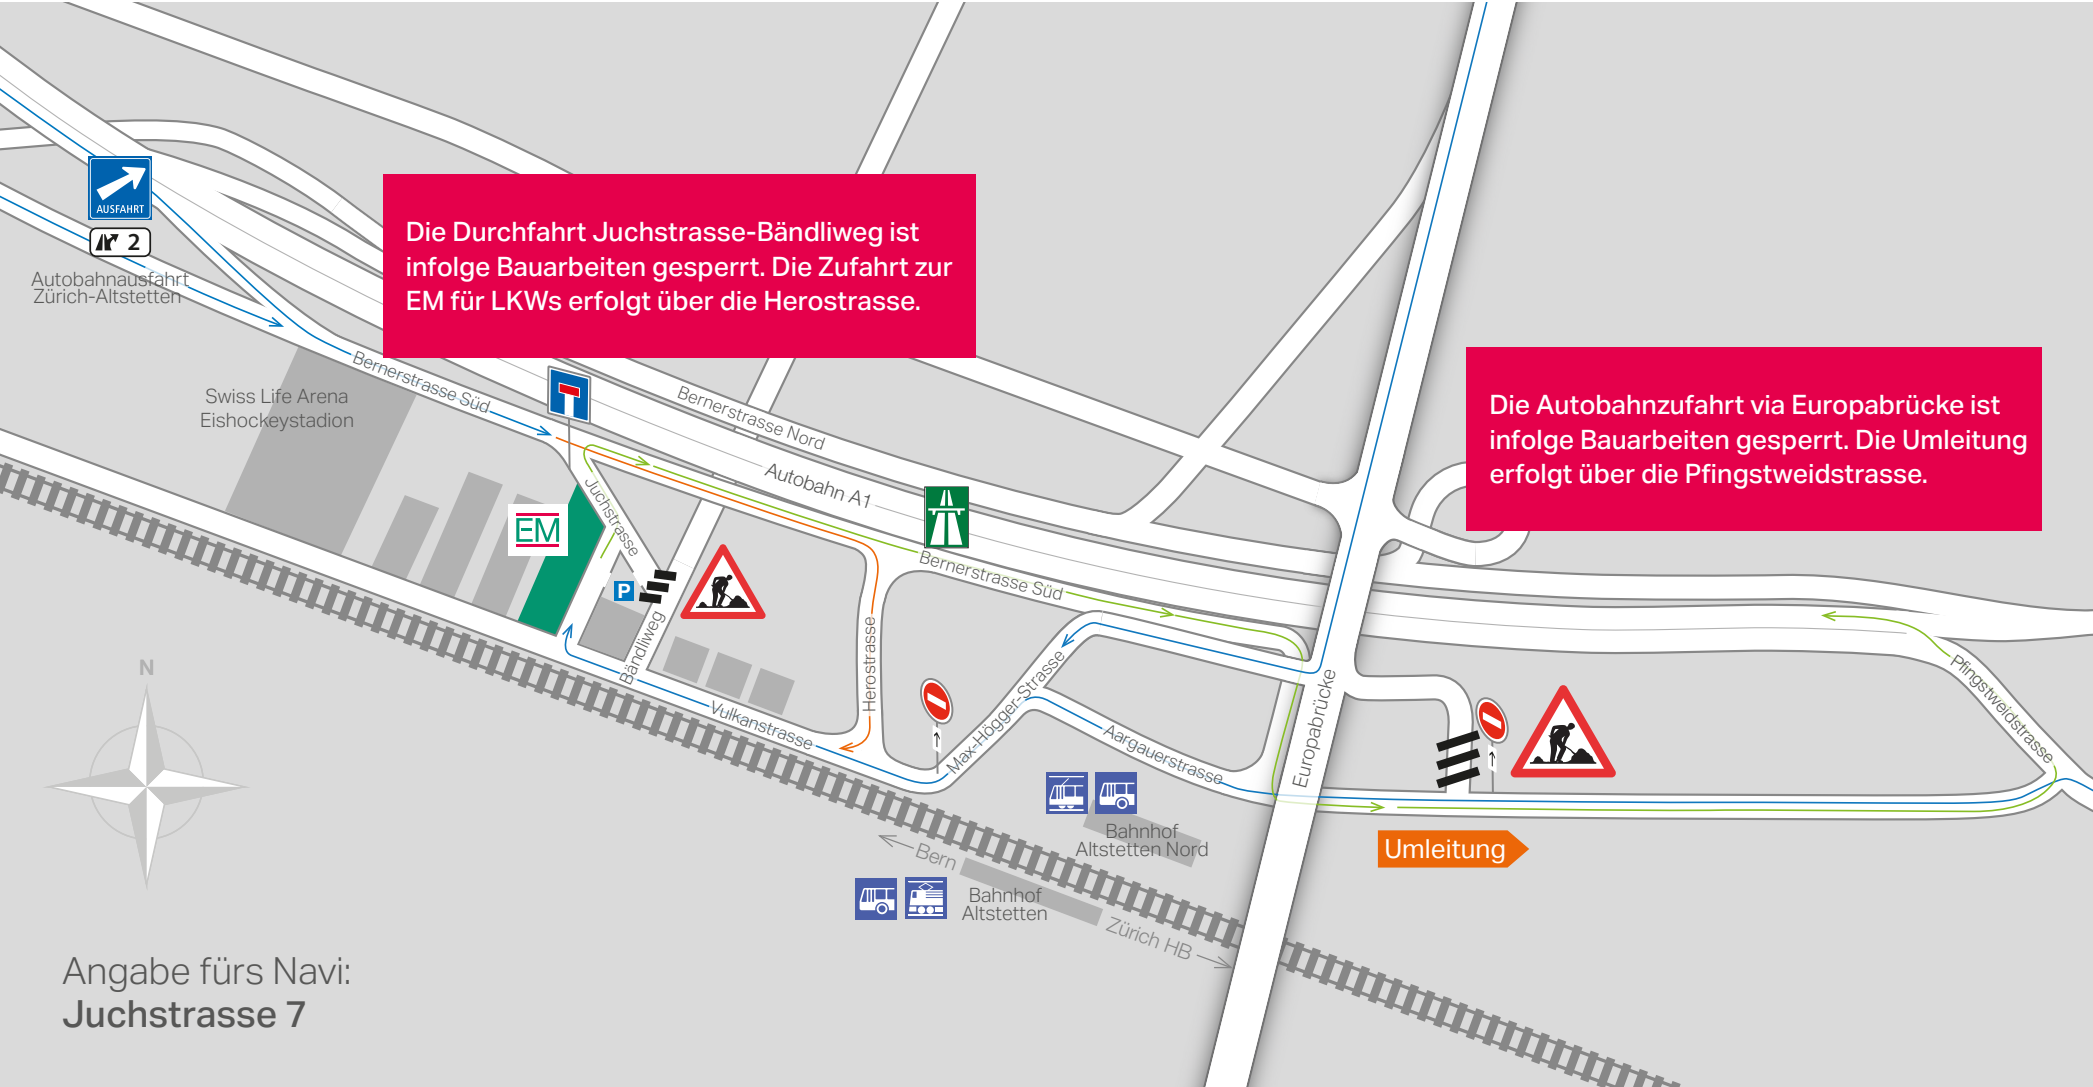 AUSFAHRT
2
Autobahnausfahrt
Zürich-Altstetten
Die Durchfahrt Juchstrasse-Bändliweg ist
infolge Bauarbeiten gesperrt. Die Zufahrt zur
EM für LKWs erfolgt über die Herostrasse.
Bernerstrasse Süd
Swiss Life Arena
Eishockeystadion
Bernerstrasse Nord
Autobahn A1
Die Autobahnzufahrt via Europabrücke ist
infolge Bauarbeiten gesperrt. Die Umleitung
erfolgt über die Pfingstweidstrasse.
EM
Juchstrasse
P
Bändliweg
Bernerstrasse Süd
Herostrasse
Vulkanstrasse
Max-Högger-Strasse
Aargauerstrasse
Europabrücke
Pfingstweidstrasse
N
Bahnhof
Altstetten Nord
Umleitung
Bern
Bahnhof
Altstetten
Zürich HB
Angabe fürs Navi:
Juchstrasse 7